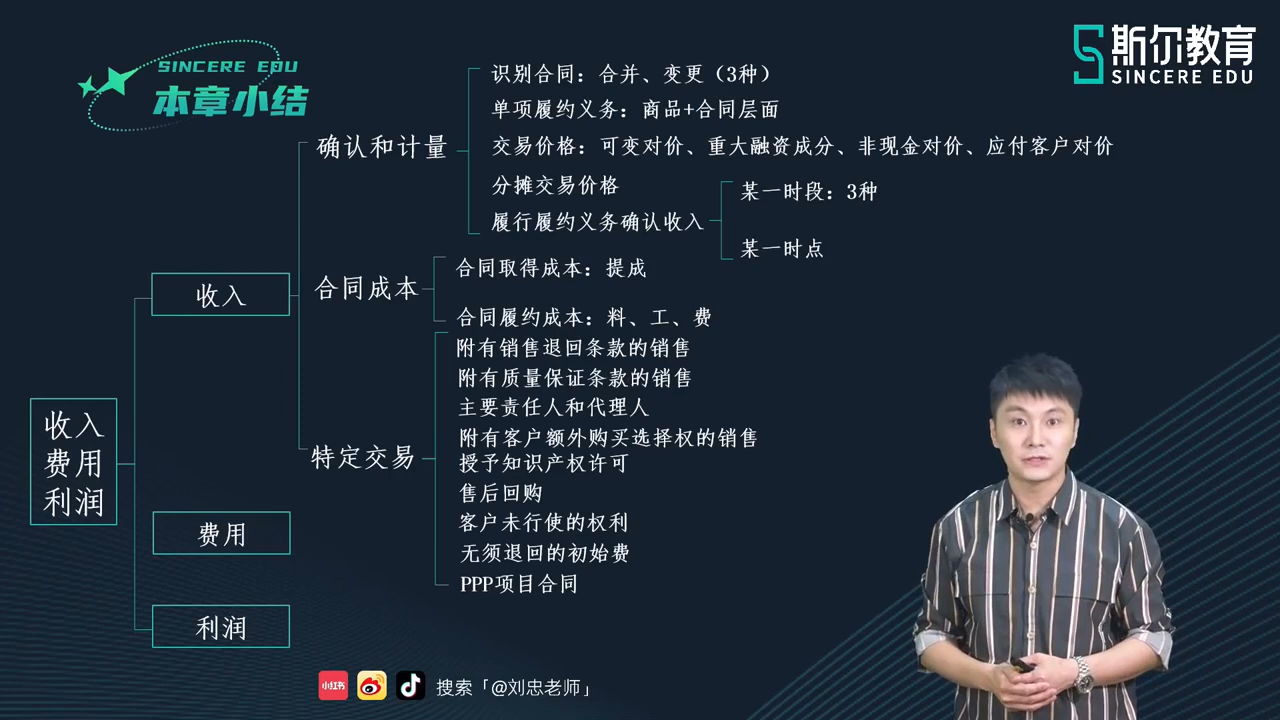 SINCERE EDU
本章小结
斯尔教育
SINCERE EDU
收入
费用
利润
收入
确认和计量
识别合同：合并、变更（3种）
单项履约义务：商品+合同层面
交易价格：可变对价、重大融资成分、非现金对价、应付客户对价
分摊交易价格
履行履约义务确认收入
某一时段：3种
某一时点
合同成本
合同取得成本：提成
合同履约成本：料、工、费
特定交易
附有销售退回条款的销售
附有质量保证条款的销售
主要责任人和代理人
附有客户额外购买选择权的销售
授予知识产权许可
售后回购
客户未行使的权利
无须退回的初始费
PPP项目合同
费用
利润
小红书
搜索「@刘忠老师」